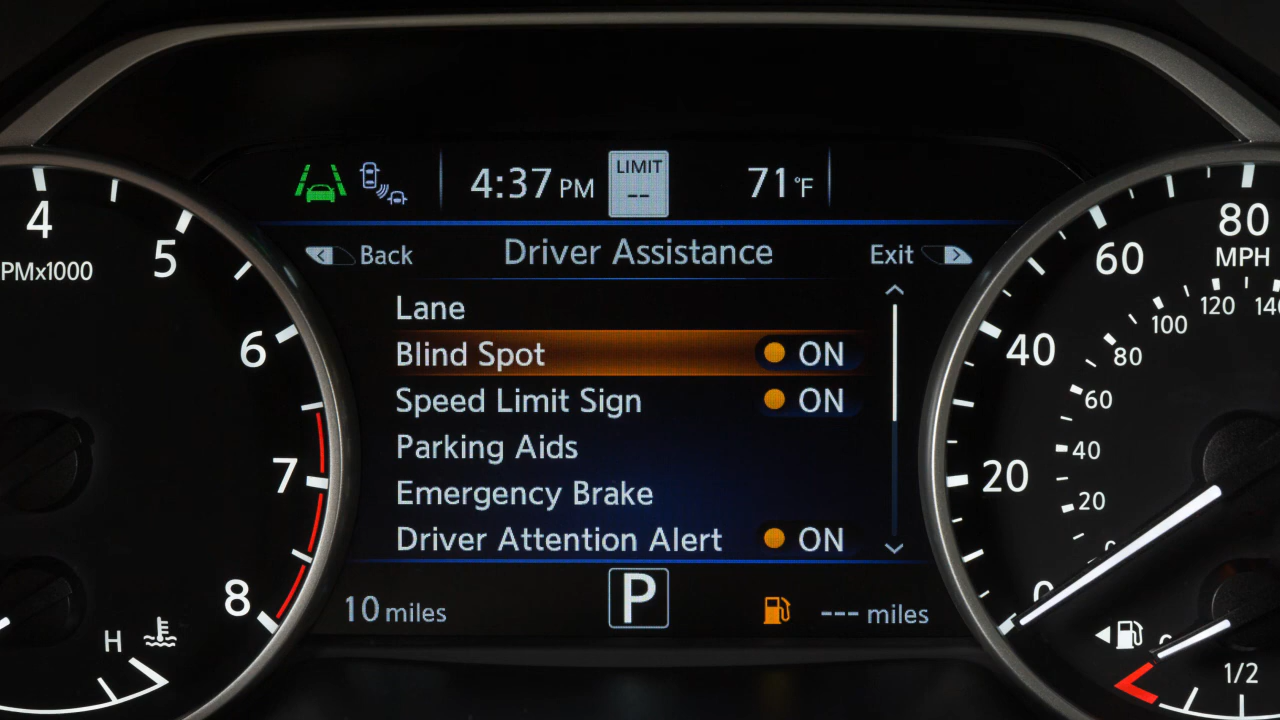 4:37 PM
LIMIT
--
71°F
Back
Driver Assistance
Exit
Lane
Blind Spot ON
Speed Limit Sign ON
Parking Aids
Emergency Brake
Driver Attention Alert ON
10 miles
P
--- miles
4
5
6
7
8
PMx1000
H
80
MPH
60
40
20
0
120
100
80
60
40
20
1/2